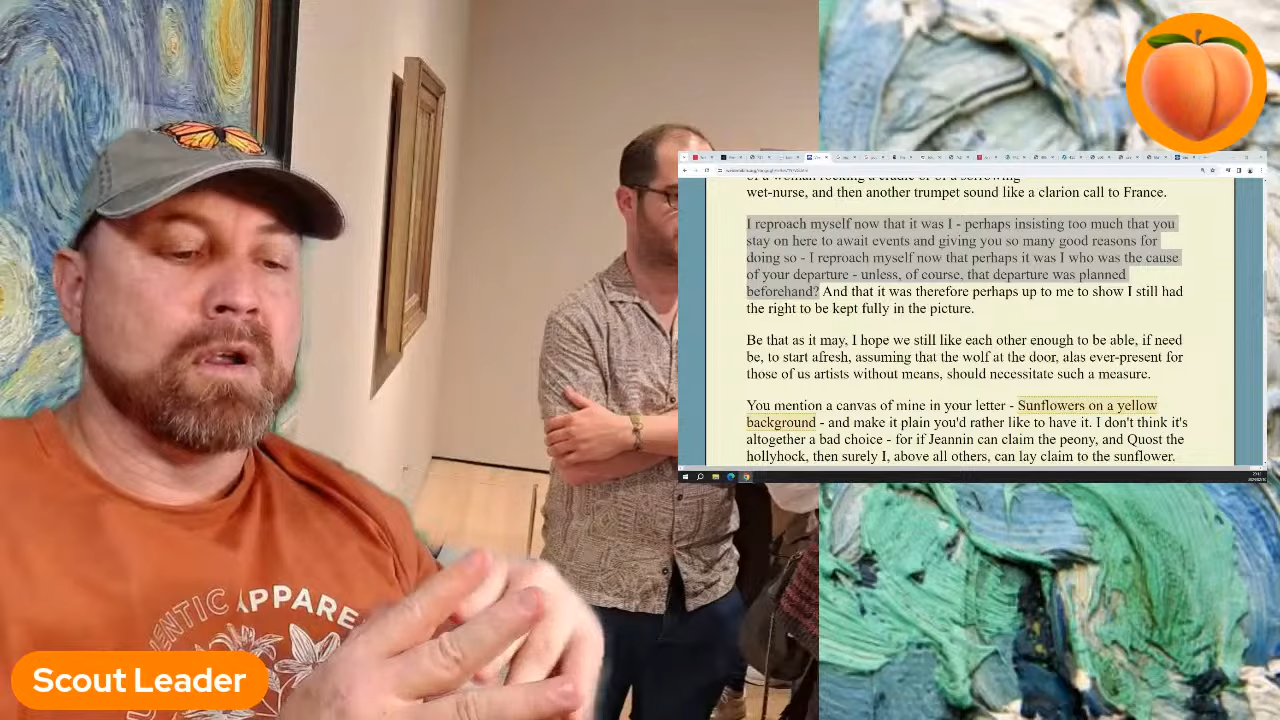 wet-nurse, and then another trumpet sound like a clarion call to France.
I reproach myself now that it was I - perhaps insisting too much that you
stay on here to await events and giving you so many good reasons for
doing so - I reproach myself now that perhaps it was I who was the cause
of your departure - unless, of course, that departure was planned
beforehand? And that it was therefore perhaps up to me to show I still had
the right to be kept fully in the picture.
Be that as it may, I hope we still like each other enough to be able, if need
be, to start afresh, assuming that the wolf at the door, alas ever-present for
those of us artists without means, should necessitate such a measure.
You mention a canvas of mine in your letter - Sunflowers on a yellow
background - and make it plain you'd rather like to have it. I don't think it's
altogether a bad choice - for if Jeannin can claim the peony, and Quost the
hollyhock, then surely I, above all others, can lay claim to the sunflower.
APPARE
Scout Leader